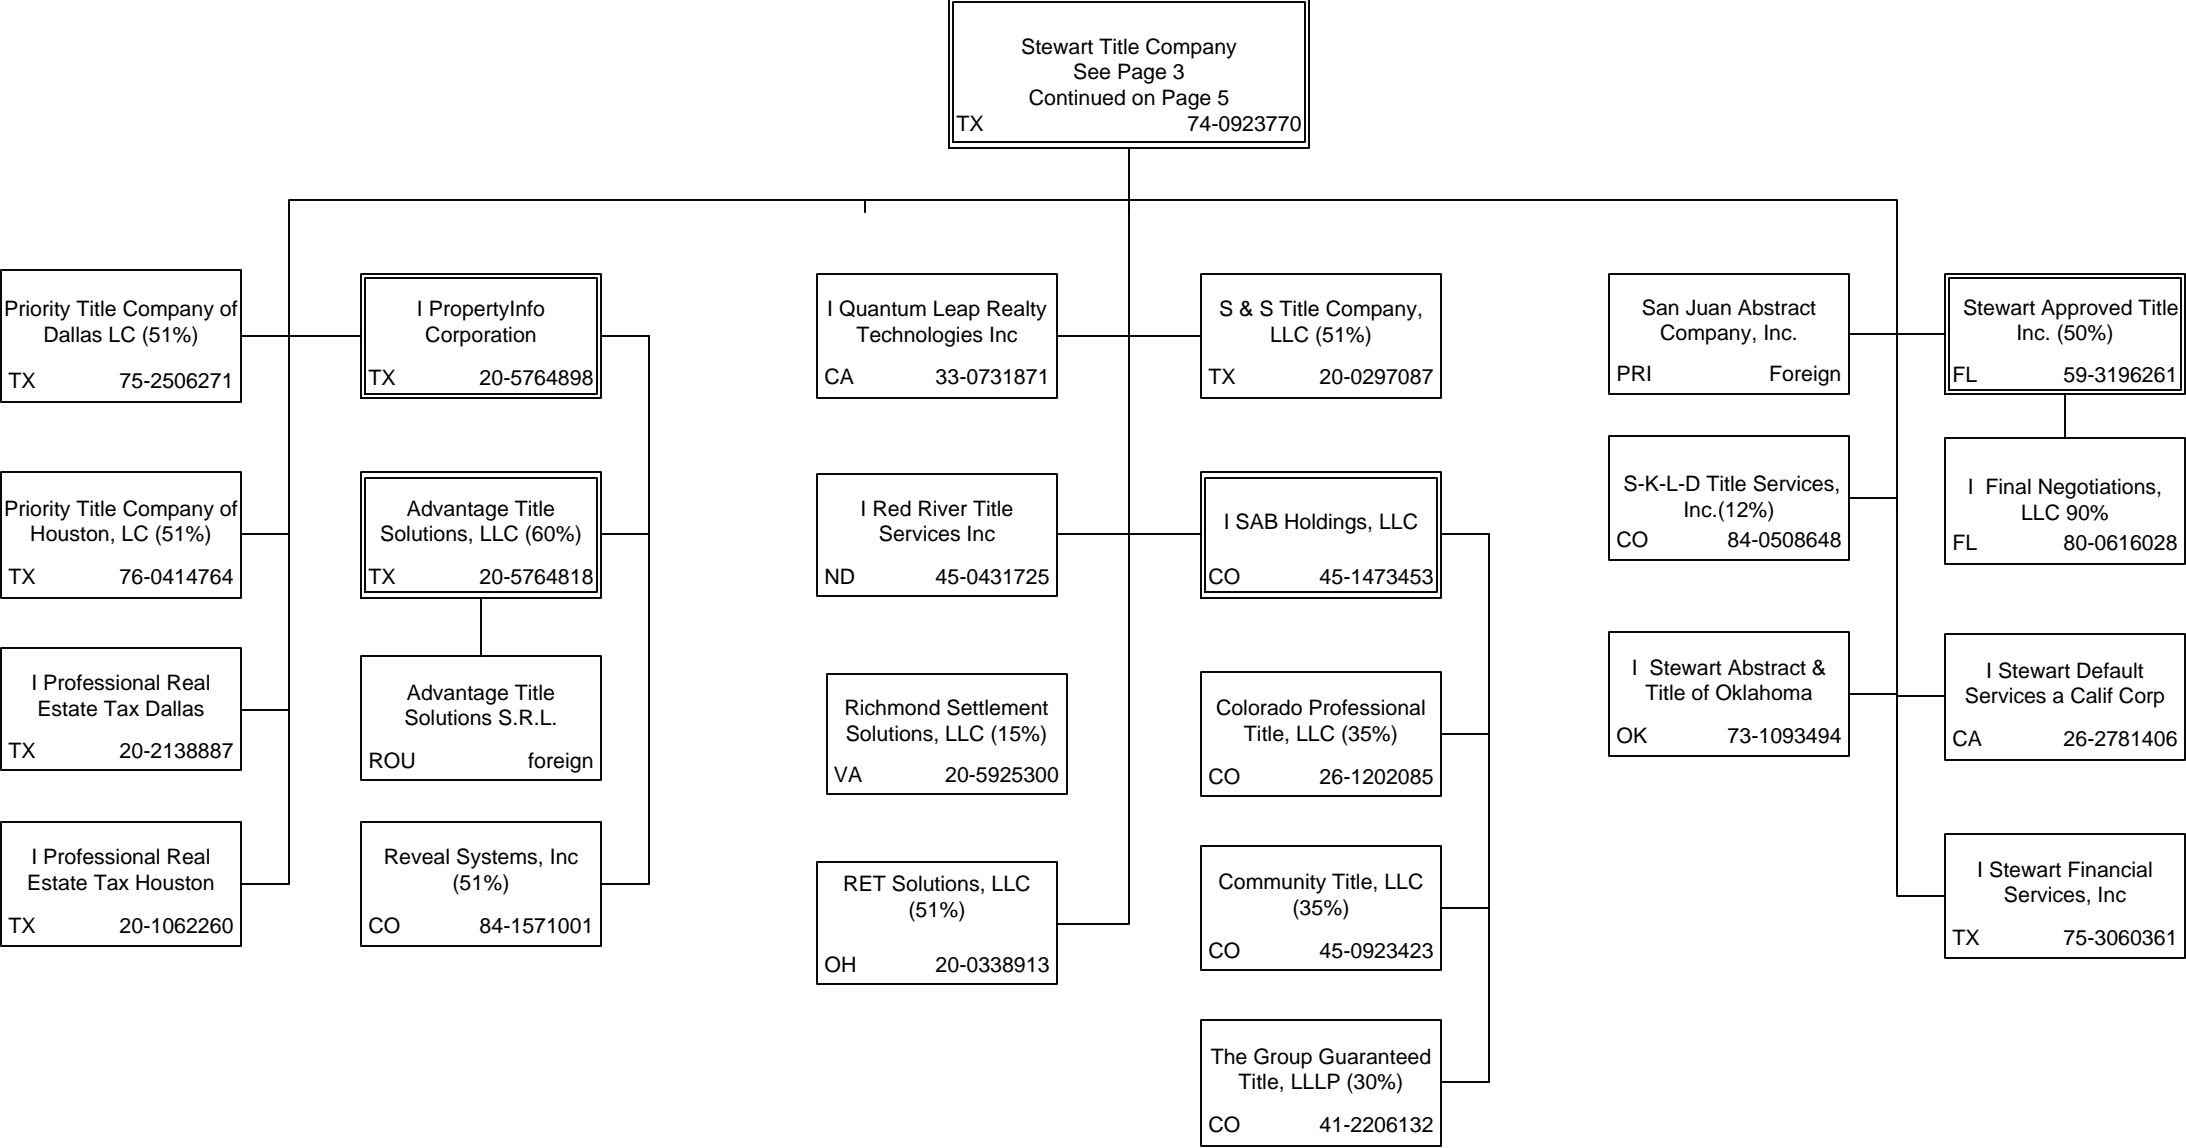 Stewart Title Company
See Page 3
Continued on Page 5
TX 74-0923770
Priority Title Company of
Dallas LC (51%)
TX 75-2506271
I PropertyInfo
Corporation
TX 20-5764898
I Quantum Leap Realty
Technologies Inc
CA 33-0731871
S & S Title Company,
LLC (51%)
TX 20-0297087
San Juan Abstract
Company, Inc.
PRI Foreign
Stewart Approved Title
Inc. (50%)
FL 59-3196261
Priority Title Company of
Houston, LC (51%)
TX 76-0414764
Advantage Title
Solutions, LLC (60%)
TX 20-5764818
I Red River Title
Services Inc
ND 45-0431725
I SAB Holdings, LLC
CO 45-1473453
S-K-L-D Title Services,
Inc.(12%)
CO 84-0508648
I Final Negotiations,
LLC 90%
FL 80-0616028
I Professional Real
Estate Tax Dallas
TX 20-2138887
Advantage Title
Solutions S.R.L.
ROU foreign
Richmond Settlement
Solutions, LLC (15%)
VA 20-5925300
Colorado Professional
Title, LLC (35%)
CO 26-1202085
I Stewart Abstract &
Title of Oklahoma
OK 73-1093494
I Stewart Default
Services a Calif Corp
CA 26-2781406
I Professional Real
Estate Tax Houston
TX 20-1062260
Reveal Systems, Inc
(51%)
CO 84-1571001
RET Solutions, LLC
(51%)
OH 20-0338913
Community Title, LLC
(35%)
CO 45-0923423
I Stewart Financial
Services, Inc
TX 75-3060361
The Group Guaranteed
Title, LLLP (30%)
CO 41-2206132